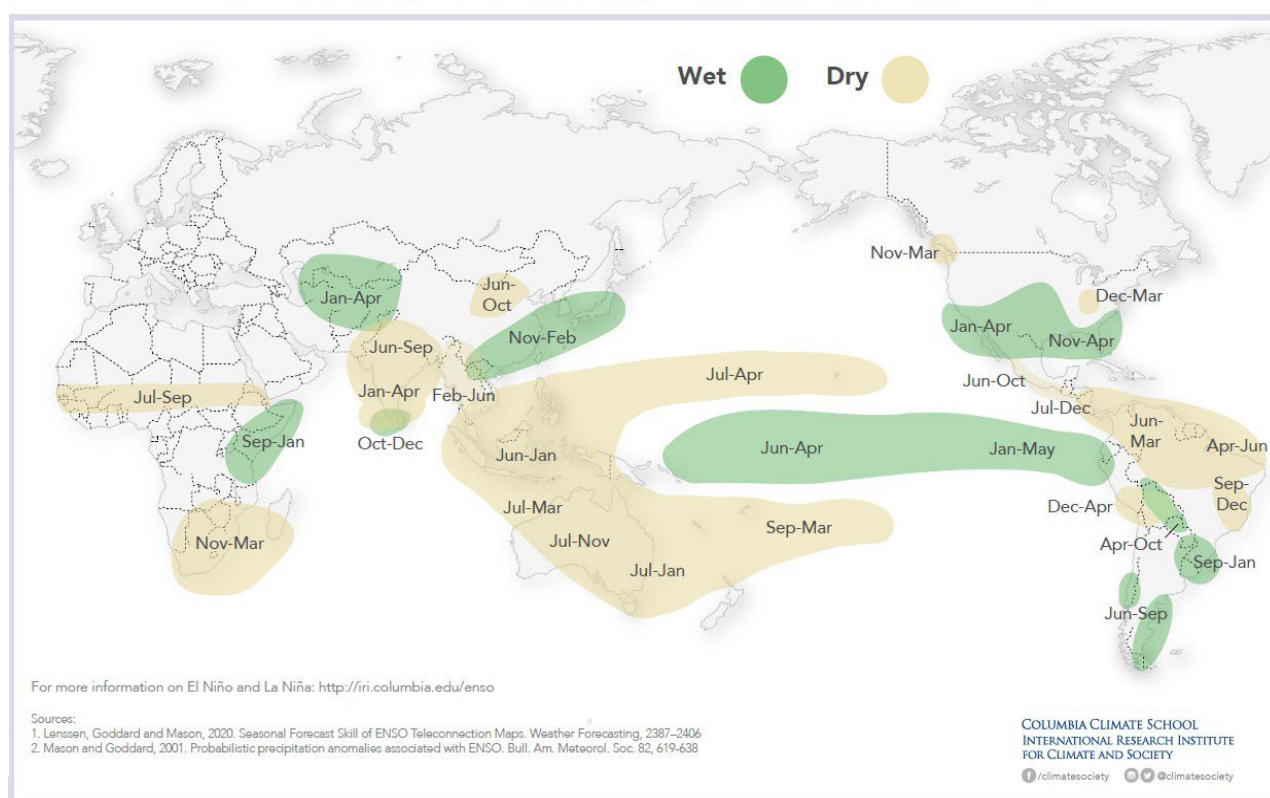 Wet Dry
Nov-Mar
Jan-Apr
Jun-
Oct
Dec-Mar
Nov-Feb
Jan-Apr
Nov-Apr
Jun-Sep
Jul-Apr
Jun-Oct
Jul-Sep
Jan-Apr
Feb-Jun
Jul-Dec
Sep-Jan
Oct-Dec
Jun-Jan
Jun-Apr
Jan-May
Jun-
Mar
Apr-Jun
Sep-
Dec
Jul-Mar
Dec-Apr
Sep-Mar
Nov-Mar
Jul-Nov
Apr-Oct
Jul-Jan
Sep-Jan
Jun-Sep
For more information on El Niño and La Niña: http://iri.columbia.edu/enso
Sources:
1. Lenssen, Goddard and Mason, 2020. Seasonal Forecast Skill of ENSO Teleconnection Maps. Weather Forecasting, 2387–2406
2. Mason and Goddard, 2001. Probabilistic precipitation anomalies associated with ENSO. Bull. Am. Meteorol. Soc. 82, 619-638
COLUMBIA CLIMATE SCHOOL
INTERNATIONAL RESEARCH INSTITUTE
FOR CLIMATE AND SOCIETY
/climatesociety @climatesociety